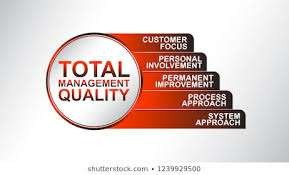 TOTAL
MANAGEMENT
QUALITY
CUSTOMER
FOCUS
PERSONAL
INVOLVEMENT
PERMANENT
IMPROVEMENT
PROCESS
APPROACH
SYSTEM
APPROACH
shutterstock.com • 1239929500